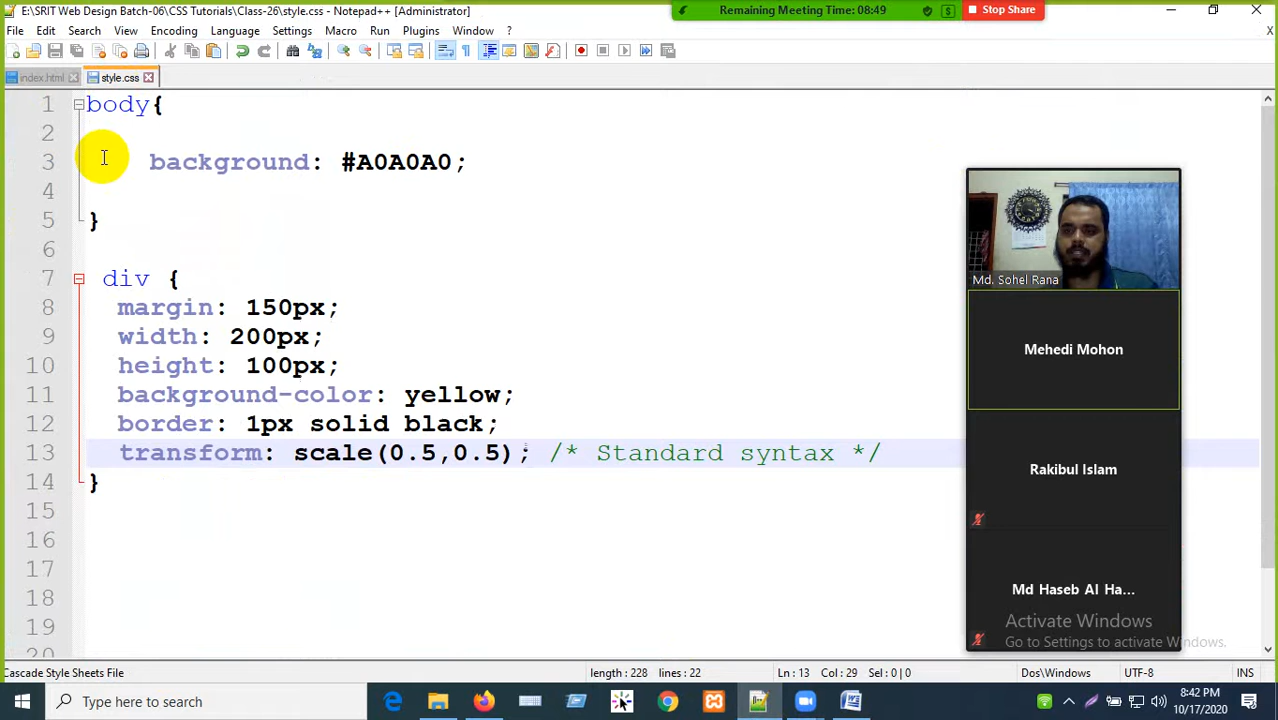 E:\SRIT Web Design Batch-06\CSS Tutorials\Class-26\style.css - Notepad++ [Administrator]
Remaining Meeting Time: 08:49
Stop Share
File Edit Search View Encoding Language Settings Macro Run Plugins Window ?
X
index.html
style.css
1 body{
2
3 background: #A0A0A0;
4
5 }
6
7 div {
8 margin: 150px;
9 width: 200px;
10 height: 100px;
11 background-color: yellow;
12 border: 1px solid black;
13 transform: scale(0.5,0.5); /* Standard syntax */
14 }
15
16
17
18
19
20
Md. Sohel Rana
Mehedi Mohon
Rakibul Islam
Md Haseb Al Ha...
Activate Windows
Go to Settings to activate Windows.
Cascade Style Sheets File
length : 228 lines : 22
Ln : 13 Col : 29 Sel : 0 | 0
Dos\Windows
UTF-8
INS
Type here to search
8:42 PM
10/17/2020